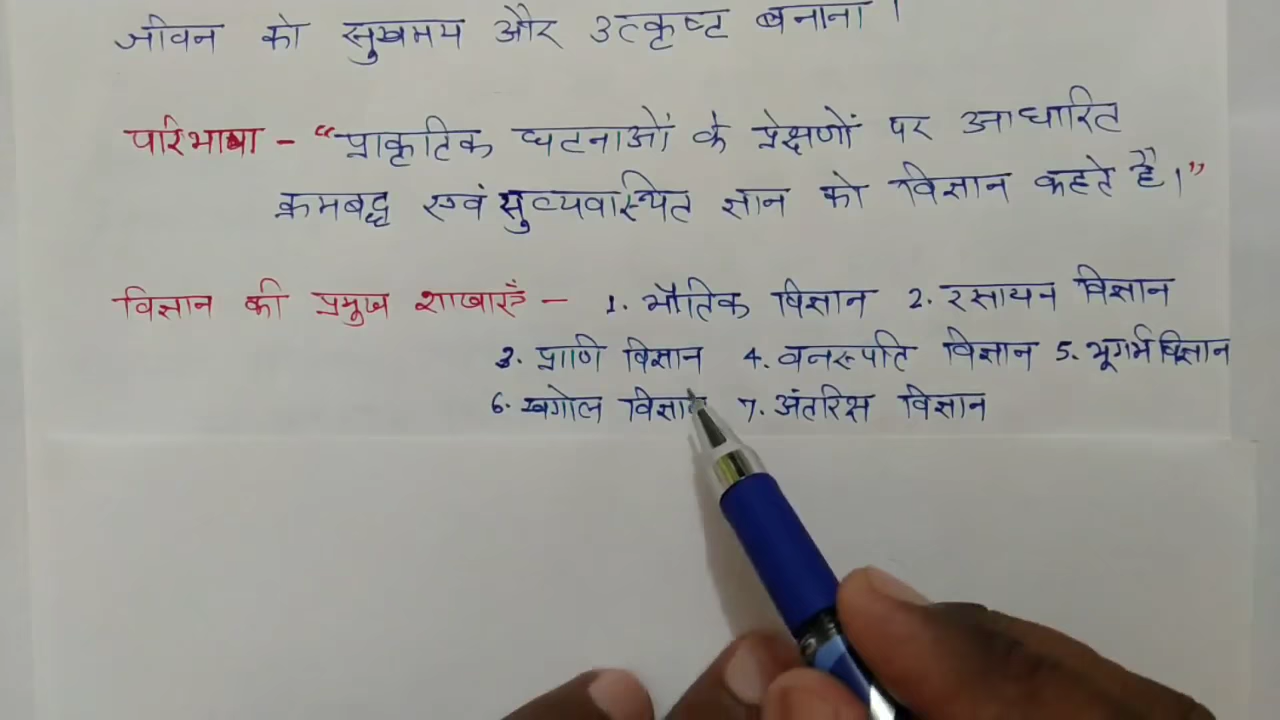 जीवन को सुखमय और उत्कृष्ट बनाना।
परिभाषा - “प्राकृतिक घटनाओं के प्रेक्षणों पर आधारित
क्रमबद्ध एवं सुव्यवास्थित ज्ञान को विज्ञान कहते है।”
विज्ञान की प्रमुख शाखाएँ - 1. भौतिक विज्ञान 2. रसायन विज्ञान
3. प्राणि विज्ञान 4. वनस्पति विज्ञान 5. भूगर्भ विज्ञान
6. खगोल विज्ञान 7. अंतरिक्ष विज्ञान